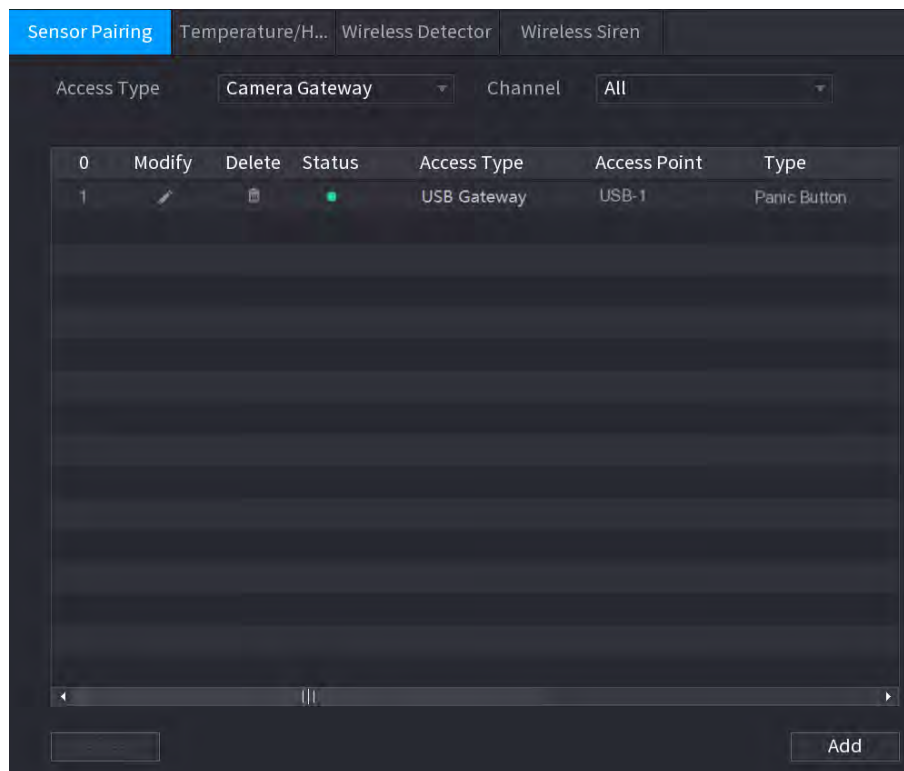 Sensor Pairing Temperature/H... Wireless Detector Wireless Siren
Access Type Camera Gateway Channel All
0 Modify Delete Status Access Type Access Point Type
1 USB Gateway USB-1 Panic Button
Add